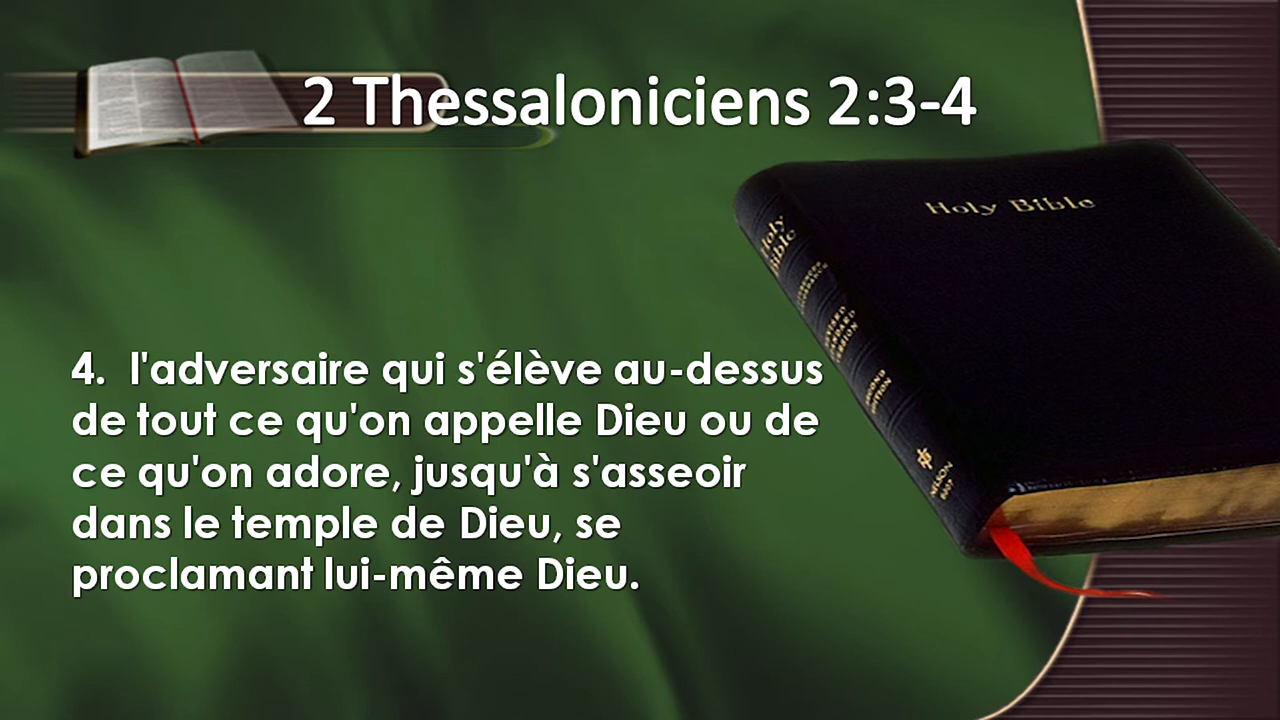 2 Thessaloniciens 2:3-4
Holy Bible
Holy
Bible
4.  l'adversaire qui s'élève au-dessus
de tout ce qu'on appelle Dieu ou de
ce qu'on adore, jusqu'à s'asseoir
dans le temple de Dieu, se
proclamant lui-même Dieu.